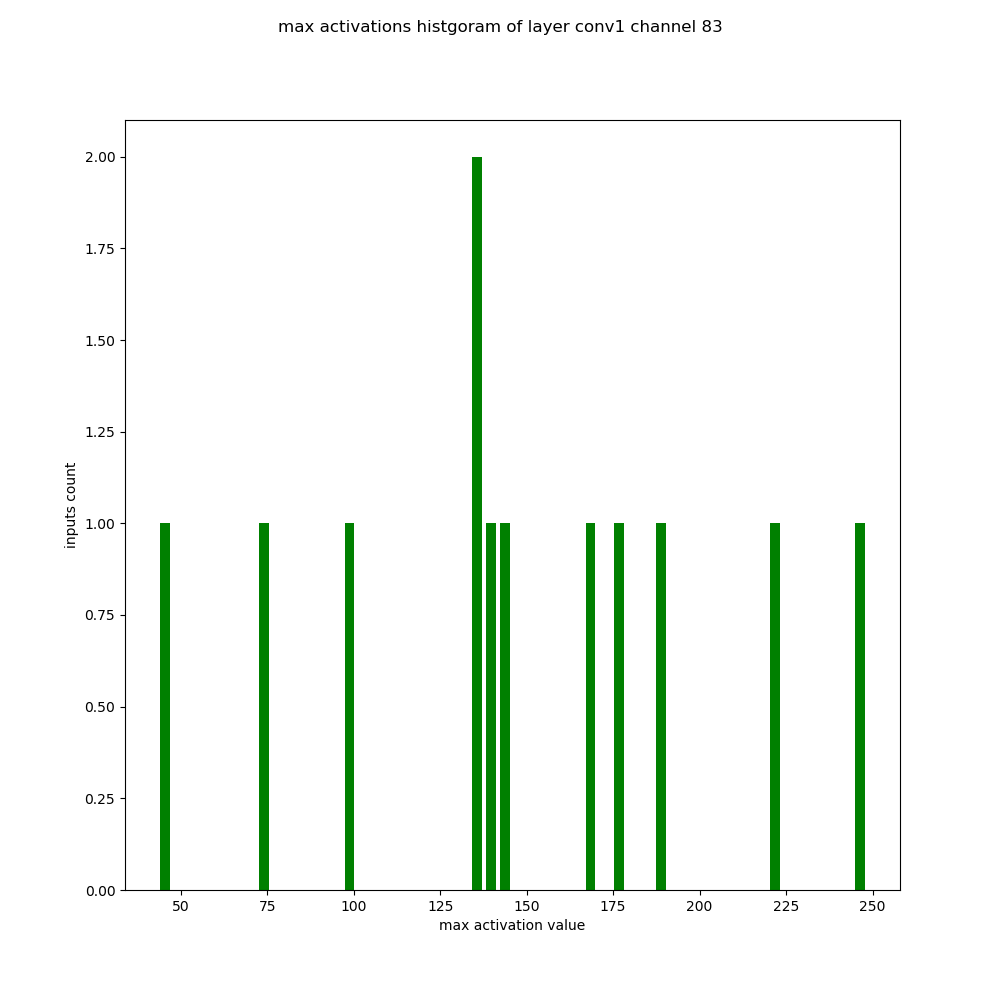 max activations histgoram of layer conv1 channel 83
2.00
1.75
1.50
1.25
1.00
0.75
0.50
0.25
0.00
inputs count
50 75 100 125 150 175 200 225 250
max activation value